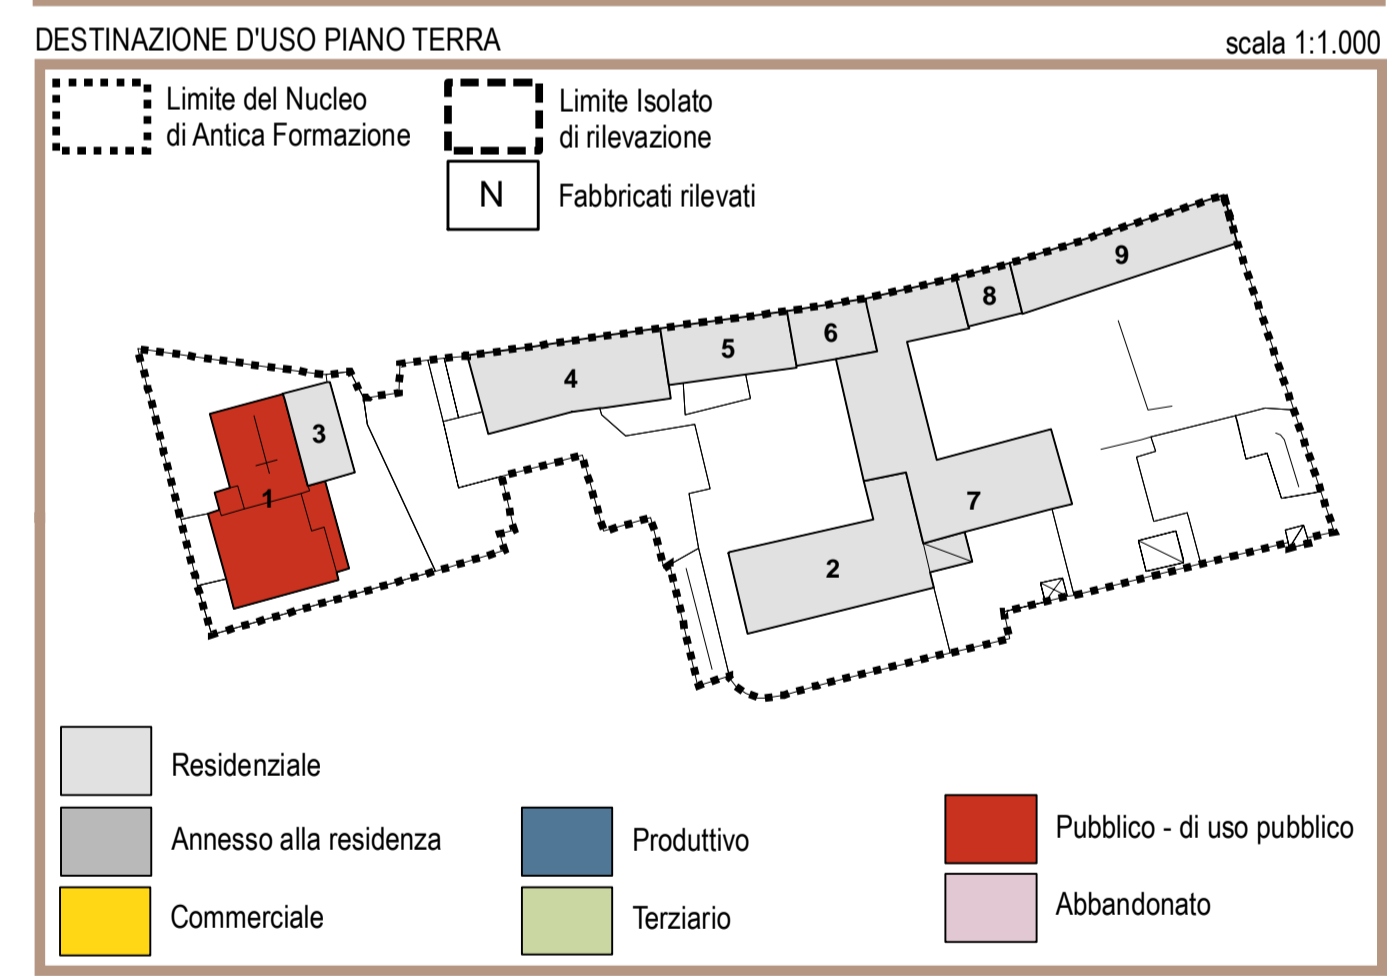 DESTINAZIONE D'USO PIANO TERRA
scala 1:1.000
Limite del Nucleo
di Antica Formazione
Limite Isolato
di rilevazione
N
Fabbricati rilevati
9
8
6
5
4
3
1
7
2
Residenziale
Annesso alla residenza
Commerciale
Produttivo
Terziario
Pubblico - di uso pubblico
Abbandonato